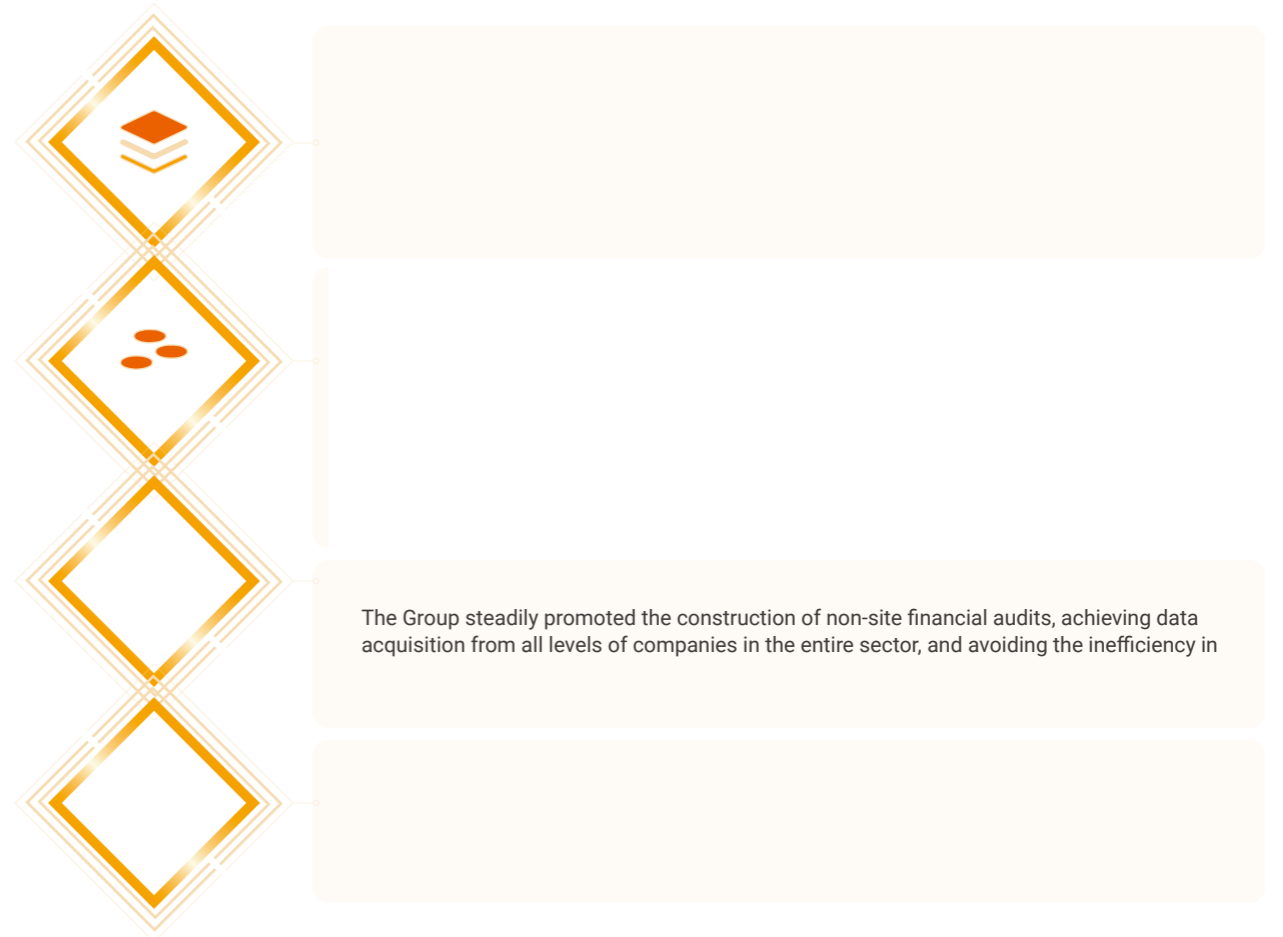 The Group steadily promoted the construction of non-site financial audits, achieving data
acquisition from all levels of companies in the entire sector, and avoiding the inefficiency in